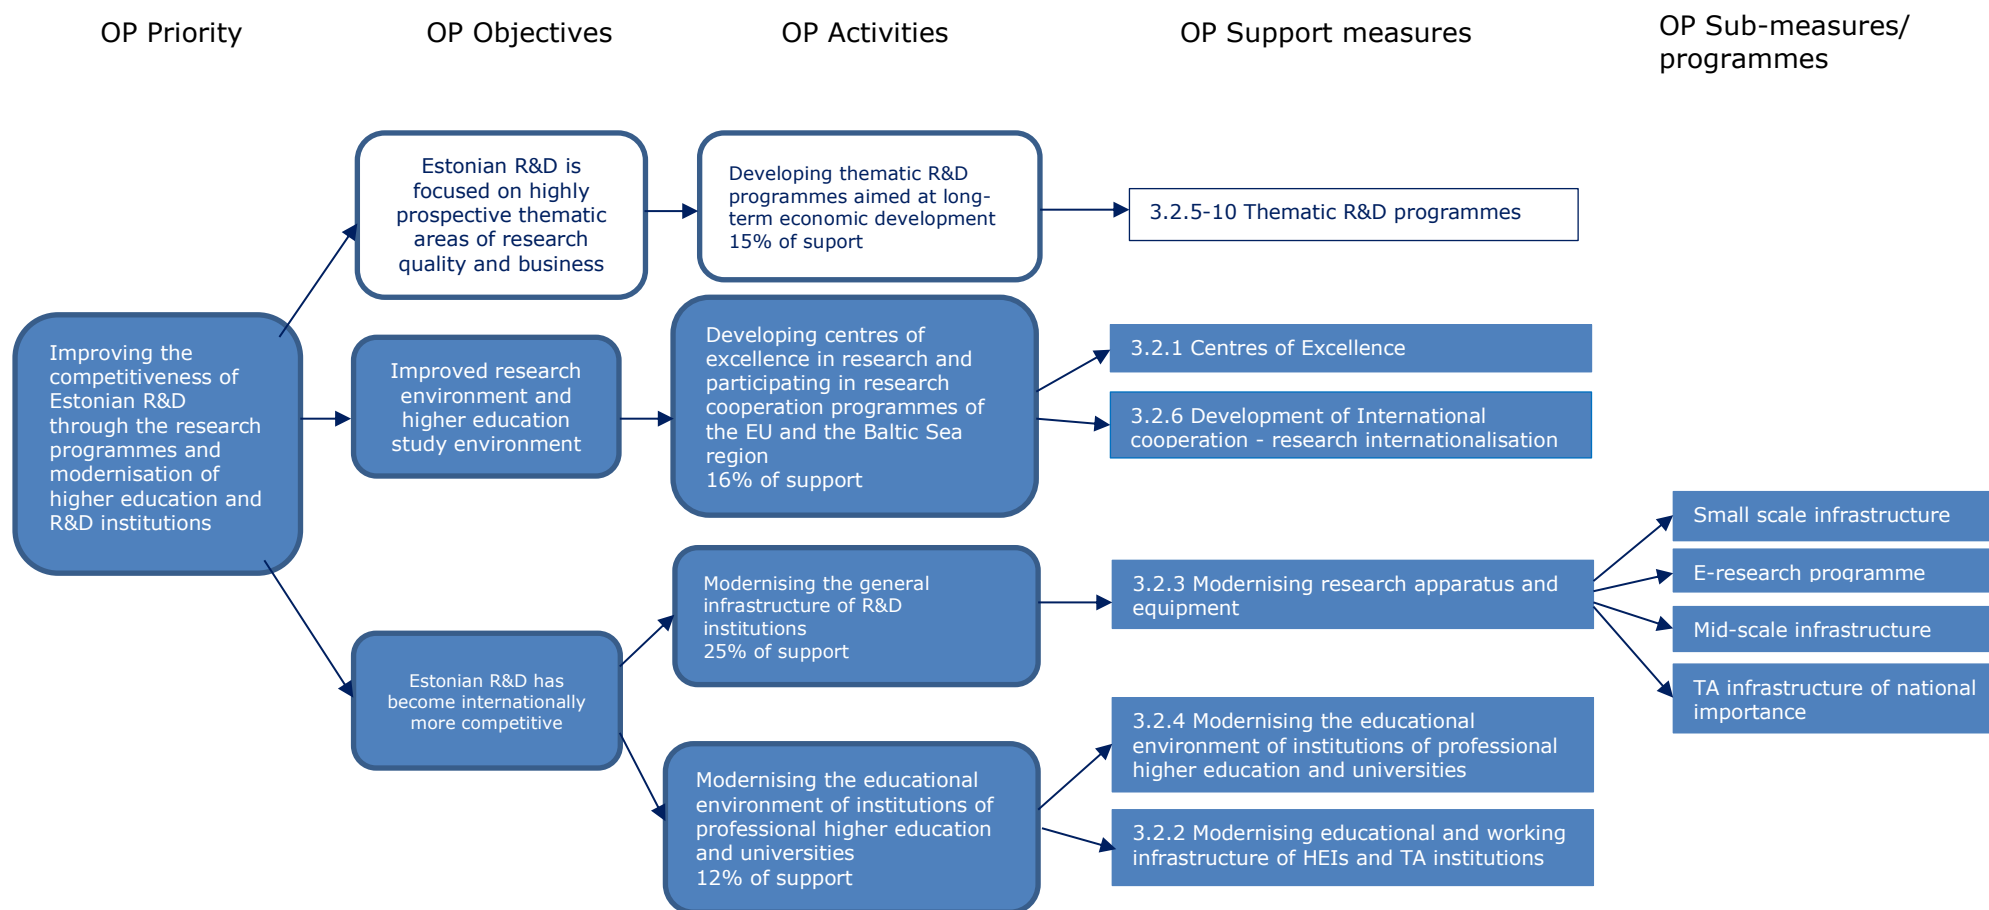 OP Priority
OP Objectives
OP Activities
OP Support measures
OP Sub-measures/
programmes
Improving the
competitiveness of
Estonian R&D
through the research
programmes and
modernisation of
higher education and
R&D institutions
Estonian R&D is
focused on highly
prospective thematic
areas of research
quality and business
Improved research
environment and
higher education
study environment
Estonian R&D has
become internationally
more competitive
Developing thematic R&D
programmes aimed at long-
term economic development
15% of suport
Developing centres of
excellence in research and
participating in research
cooperation programmes of
the EU and the Baltic Sea
region
16% of support
Modernising the general
infrastructure of R&D
institutions
25% of support
Modernising the educational
environment of institutions of
professional higher education
and universities
12% of support
3.2.5-10 Thematic R&D programmes
3.2.1 Centres of Excellence
3.2.6 Development of International
cooperation - research internationalisation
3.2.3 Modernising research apparatus and
equipment
3.2.4 Modernising the educational
environment of institutions of professional
higher education and universities
3.2.2 Modernising educational and working
infrastructure of HEIs and TA institutions
Small scale infrastructure
E-research programme
Mid-scale infrastructure
TA infrastructure of national
importance